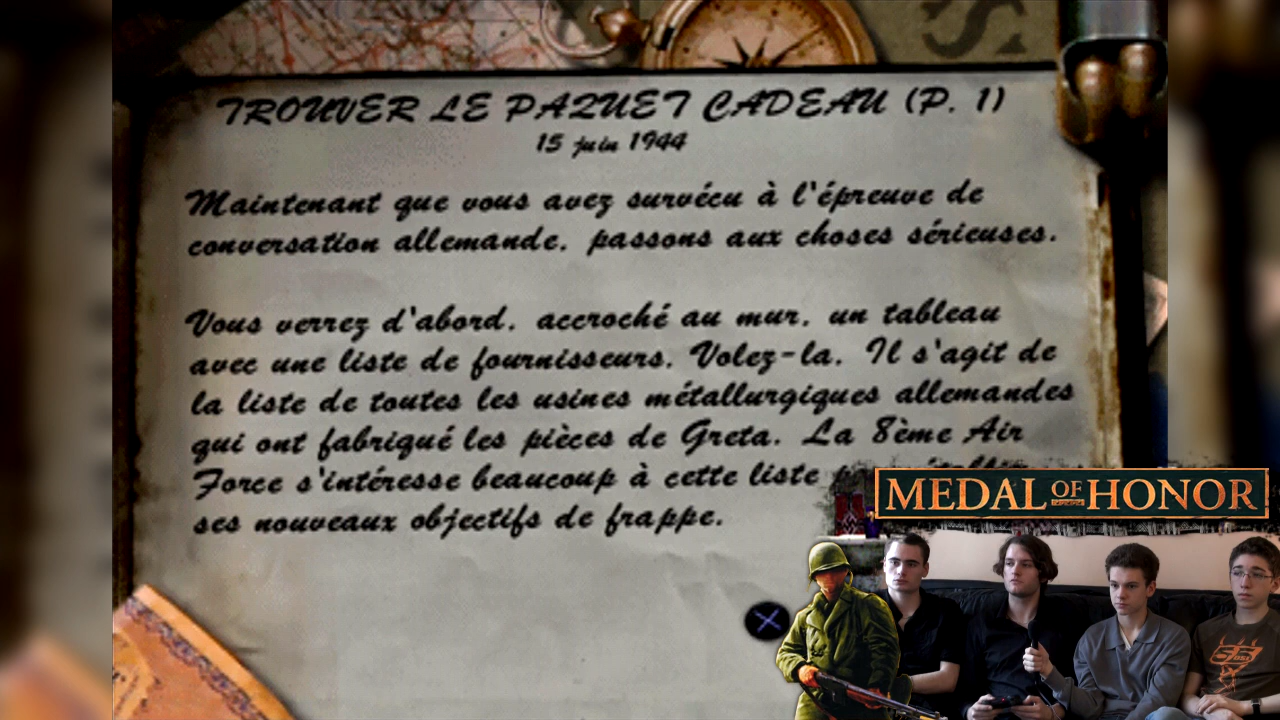 TROUVER LE PAQUET CADEAU (P. 1)
15 juin 1944
Maintenant que vous avez survécu à l'épreuve de
conversation allemande, passons aux choses sérieuses.
Vous verrez d'abord, accroché au mur, un tableau
avec une liste de fournisseurs. Volez-la. Il s'agit de
la liste de toutes les usines métallurgiques allemandes
qui ont fabriqué les pièces de Greta. La 8ème Air
Force s'intéresse beaucoup à cette liste
ses nouveaux objectifs de frappe.
MEDAL OF HONOR